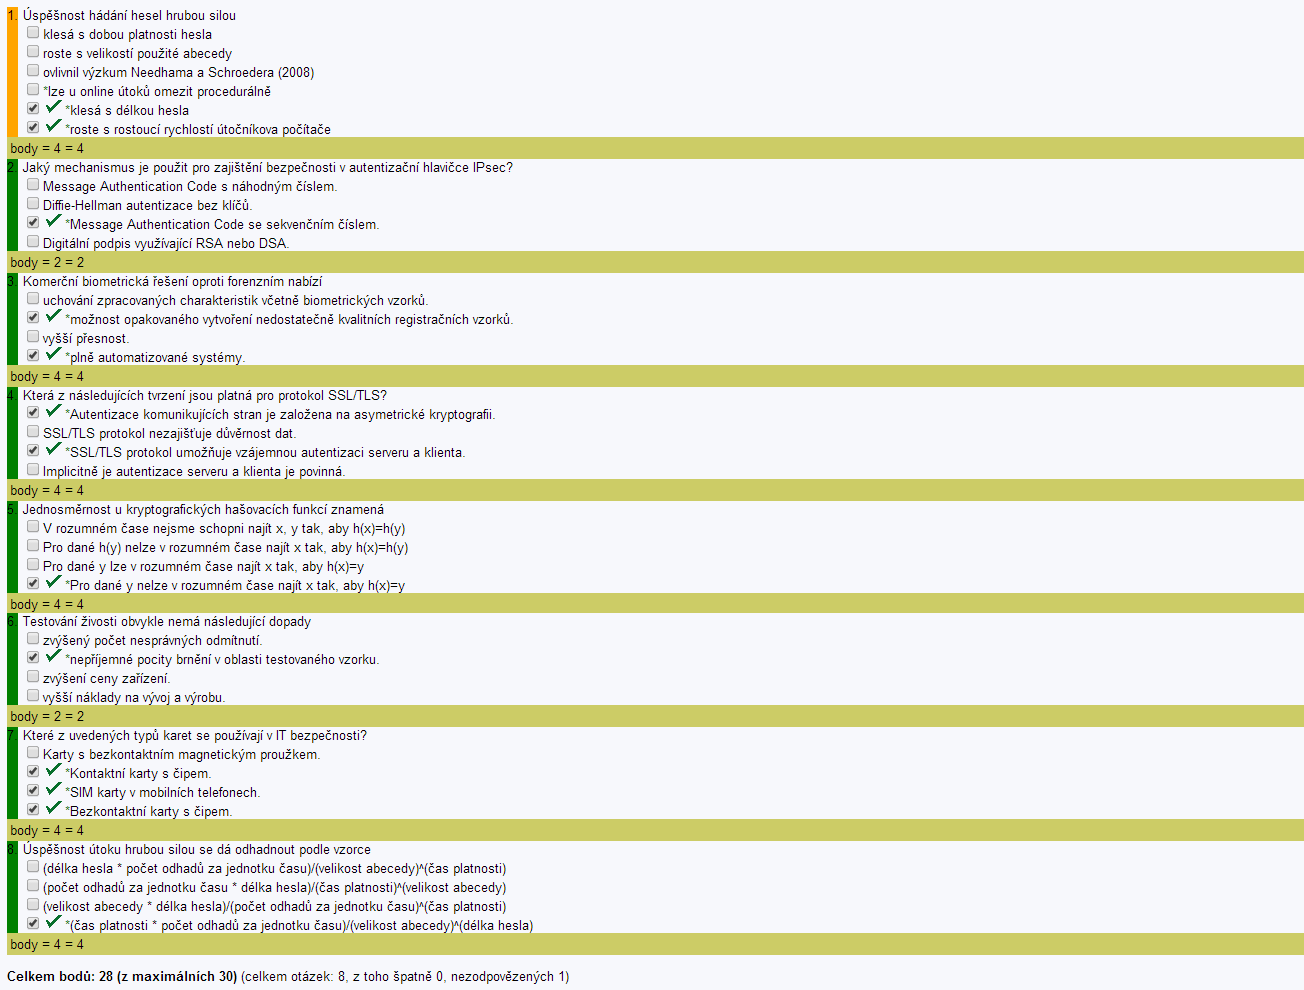 1. Úspěšnost hádání hesel hrubou silou
klesá s dobou platnosti hesla
roste s velikostí použité abecedy
ovlivnil výzkum Needhama a Schroedera (2008)
*lze u online útoků omezit procedurálně
*klesá s délkou hesla
*roste s rostoucí rychlostí útočníkova počítače
body = 4 = 4
2. Jaký mechanismus je použit pro zajištění bezpečnosti v autentizační hlavičce IPsec?
Message Authentication Code s náhodným číslem.
Diffie-Hellman autentizace bez klíčů.
*Message Authentication Code se sekvenčním číslem.
Digitální podpis využívající RSA nebo DSA.
body = 2 = 2
3. Komerční biometrická řešení oproti forenzním nabízí
uchování zpracovaných charakteristik včetně biometrických vzorků.
*možnost opakovaného vytvoření nedostatečně kvalitních registračních vzorků.
vyšší přesnost.
*plně automatizované systémy.
body = 4 = 4
4. Která z následujících tvrzení jsou platná pro protokol SSL/TLS?
*Autentizace komunikujících stran je založena na asymetrické kryptografii.
SSL/TLS protokol nezajišťuje důvěrnost dat.
*SSL/TLS protokol umožňuje vzájemnou autentizaci serveru a klienta.
Implicitně je autentizace serveru a klienta je povinná.
body = 4 = 4
5. Jednosměrnost u kryptografických hašovacích funkcí znamená
V rozumném čase nejsme schopni najít x, y tak, aby h(x)=h(y)
Pro dané h(y) nelze v rozumném čase najít x tak, aby h(x)=h(y)
Pro dané y lze v rozumném čase najít x tak, aby h(x)=y
*Pro dané y nelze v rozumném čase najít x tak, aby h(x)=y
body = 4 = 4
6. Testování živosti obvykle nemá následující dopady
zvýšený počet nesprávných odmítnutí.
*nepříjemné pocity brnění v oblasti testovaného vzorku.
zvýšení ceny zařízení.
vyšší náklady na vývoj a výrobu.
body = 2 = 2
7. Které z uvedených typů karet se používají v IT bezpečnosti?
Karty s bezkontaktním magnetickým proužkem.
*Kontaktní karty s čipem.
*SIM karty v mobilních telefonech.
*Bezkontaktní karty s čipem.
body = 4 = 4
8. Úspěšnost útoku hrubou silou se dá odhadnout podle vzorce
(délka hesla * počet odhadů za jednotku času)/(velikost abecedy)^(čas platnosti)
(počet odhadů za jednotku času * délka hesla)/(čas platnosti)^(velikost abecedy)
(velikost abecedy * délka hesla)/(počet odhadů za jednotku času)^(čas platnosti)
*(čas platnosti * počet odhadů za jednotku času)/(velikost abecedy)^(délka hesla)
body = 4 = 4
Celkem bodů: 28 (z maximálních 30) (celkem otázek: 8, z toho špatně 0, nezodpovězených 1)